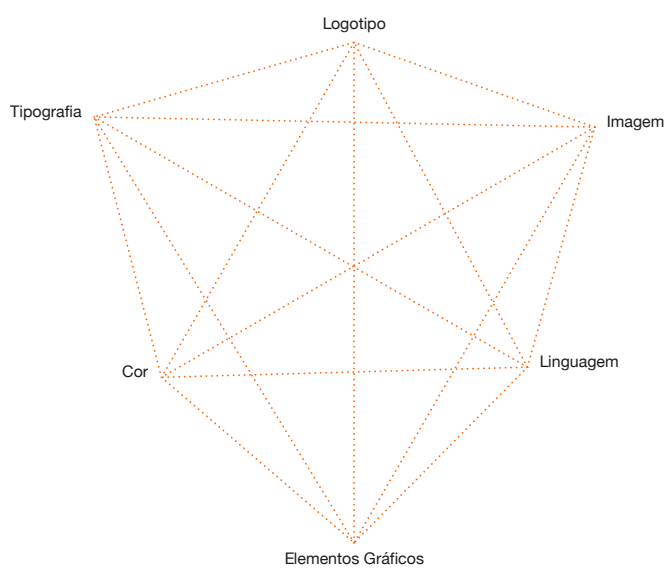 Logotipo
Tipografia
Imagem
Linguagem
Cor
Elementos Gráficos